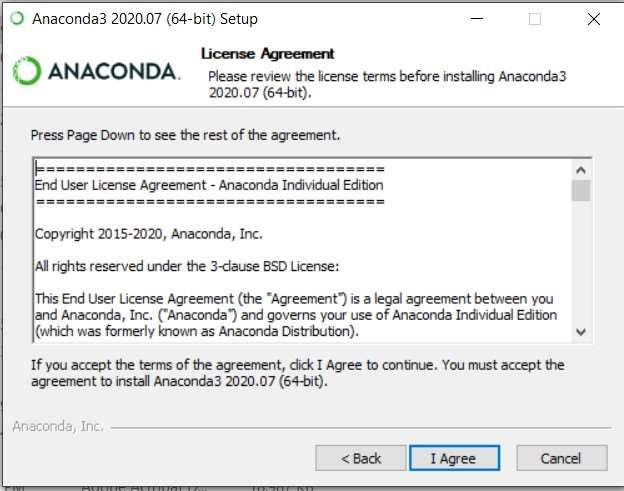 Anaconda3 2020.07 (64-bit) Setup
ANACONDA.
License Agreement
Please review the license terms before installing Anaconda3
2020.07 (64-bit).
Press Page Down to see the rest of the agreement.
===================================
End User License Agreement - Anaconda Individual Edition
===================================
Copyright 2015-2020, Anaconda, Inc.
All rights reserved under the 3-clause BSD License:
This End User License Agreement (the "Agreement") is a legal agreement between you
and Anaconda, Inc. ("Anaconda") and governs your use of Anaconda Individual Edition
(which was formerly known as Anaconda Distribution).
If you accept the terms of the agreement, click I Agree to continue. You must accept the
agreement to install Anaconda3 2020.07 (64-bit).
Anaconda, Inc.
< Back
I Agree
Cancel